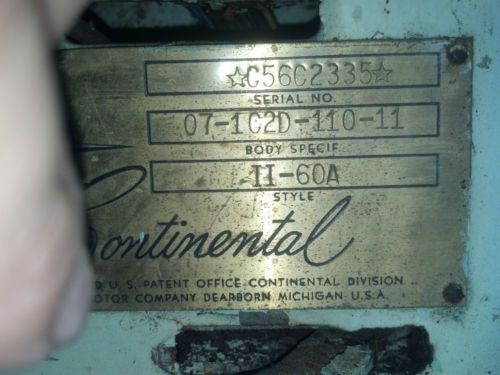 ☆C56C2335☆
SERIAL NO.
07-1C2D-110-11
BODY SPECIF
II-60A
STYLE
Continental
U.S. PATENT OFFICE CONTINENTAL DIVISION
MOTOR COMPANY DEARBORN MICHIGAN U.S.A.